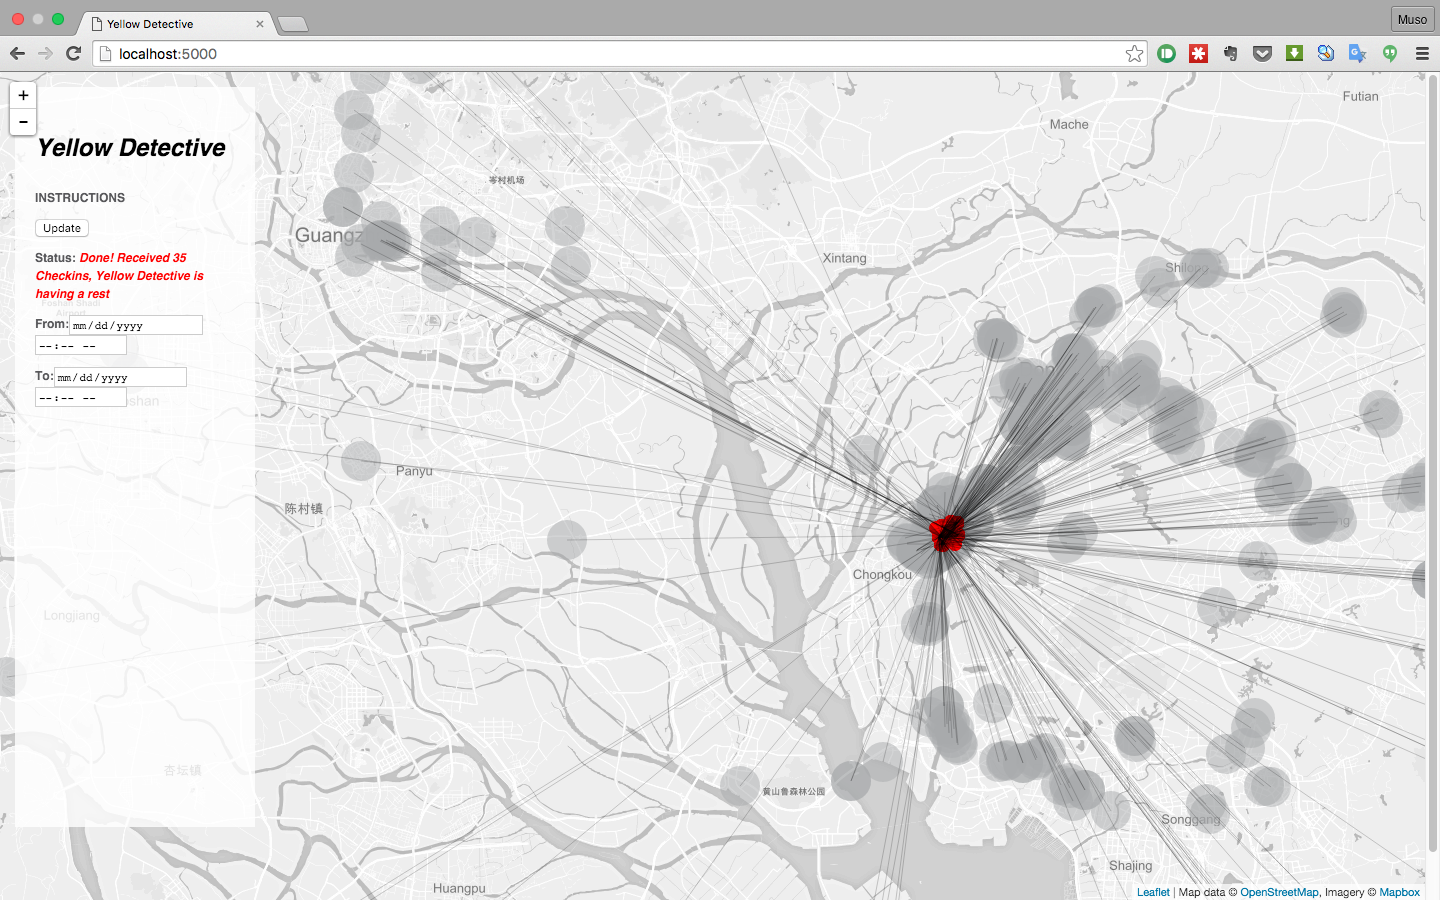 Yellow Detective
Muso
localhost:5000
+
−
Yellow Detective
INSTRUCTIONS
Update
Status: Done! Received 35
Checkins, Yellow Detective is
having a rest
From: mm/dd/yyyy
--:-- --
To: mm/dd/yyyy
--:-- --
Futian
Mache
岑村机场
Guangz
Xintang
Shilong
Panyu
陈村镇
Chongkou
Longjiang
杏坛镇
黄山鲁森林公园
Songgang
Shajing
Huangpu
Leaflet | Map data © OpenStreetMap, Imagery © Mapbox